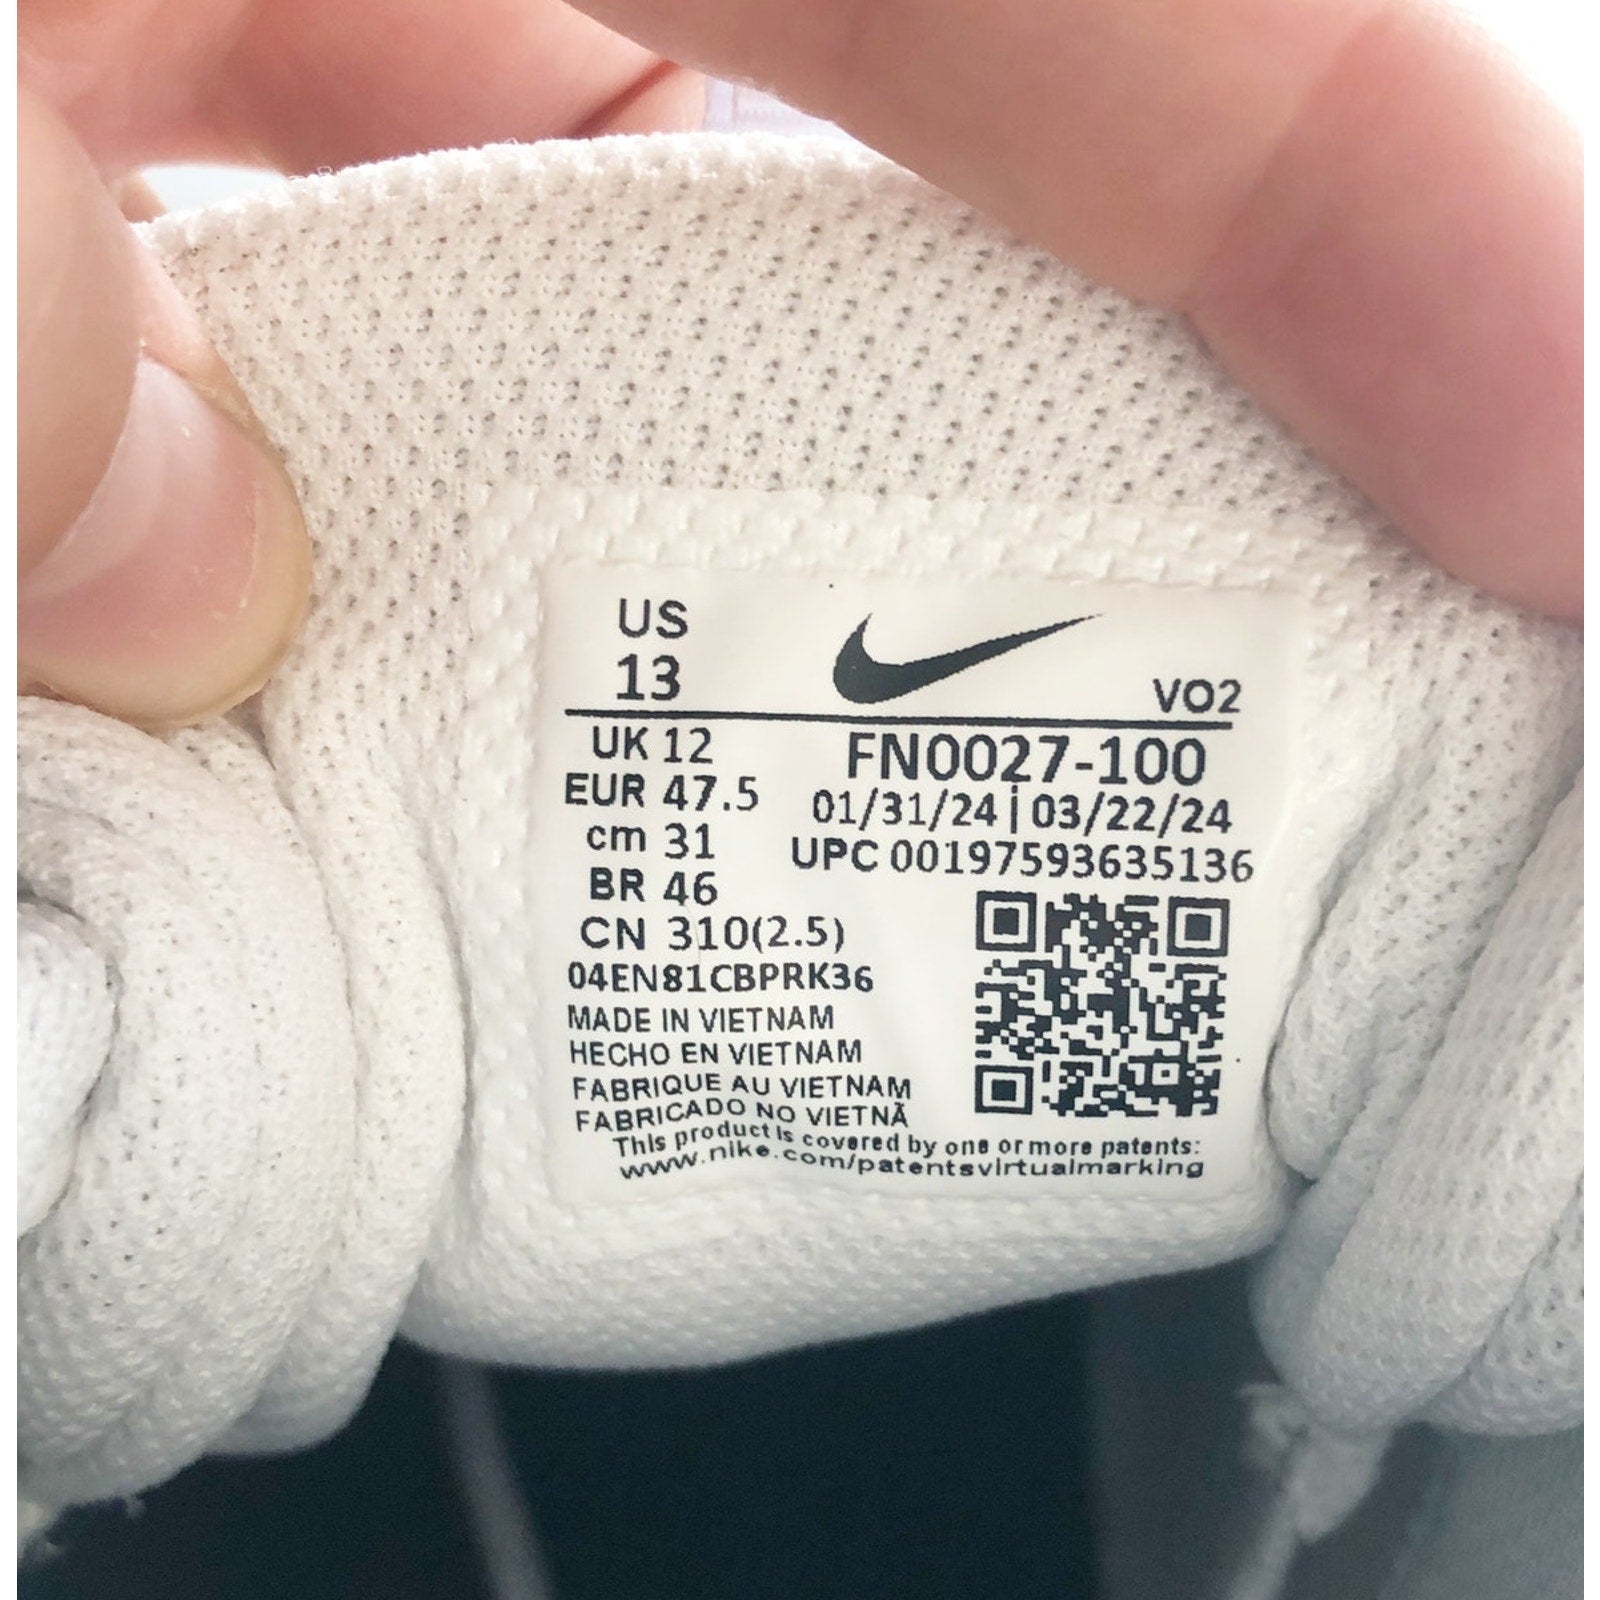 US
13
VO2
UK 12
EUR 47.5
cm 31
BR 46
CN 310(2.5)
FN0027-100
01/31/24 | 03/22/24
UPC 00197593635136
04EN81CBPRK36
MADE IN VIETNAM
HECHO EN VIETNAM
FABRIQUE AU VIETNAM
FABRICADO NO VIETNÃ
This product is covered by one or more patents:
www.nike.com/patentsvirtualmarking